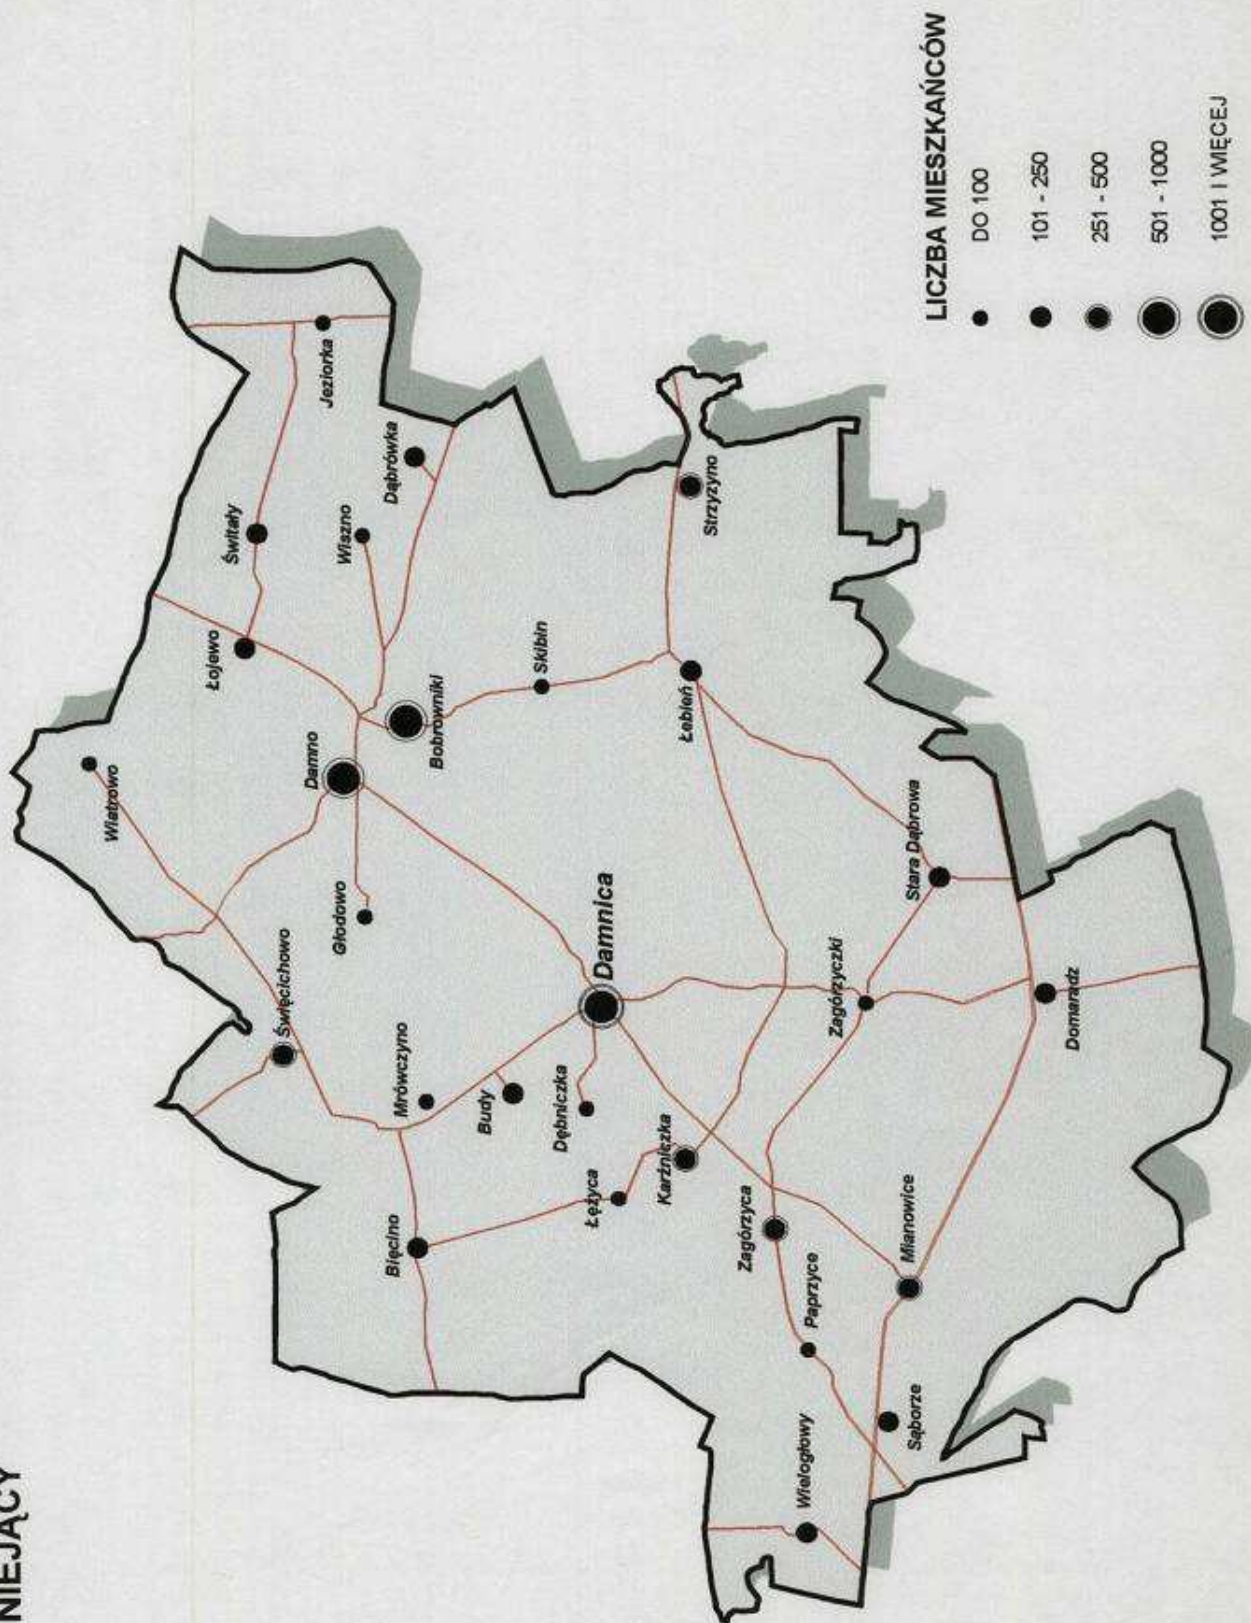 NIEJĄCY
Wiatrowo
Święcichowo
Łojewo
Świtały
Jeziorka
Damno
Wiszno
Dąbrówka
Głodowo
Bobrowniki
Mrówczyno
Bięcino
Budy
Skibin
Dębniczka
Damnica
Łężyca
Karżniczka
Łebień
Strzyżyno
Zagórzyca
Paprzyce
Wielogłowy
Zagórzyczki
Stara Dąbrowa
Mianowice
Sąborze
Domaradz
LICZBA MIESZKAŃCÓW
DO 100
101 - 250
251 - 500
501 - 1000
1001 I WIĘCEJ